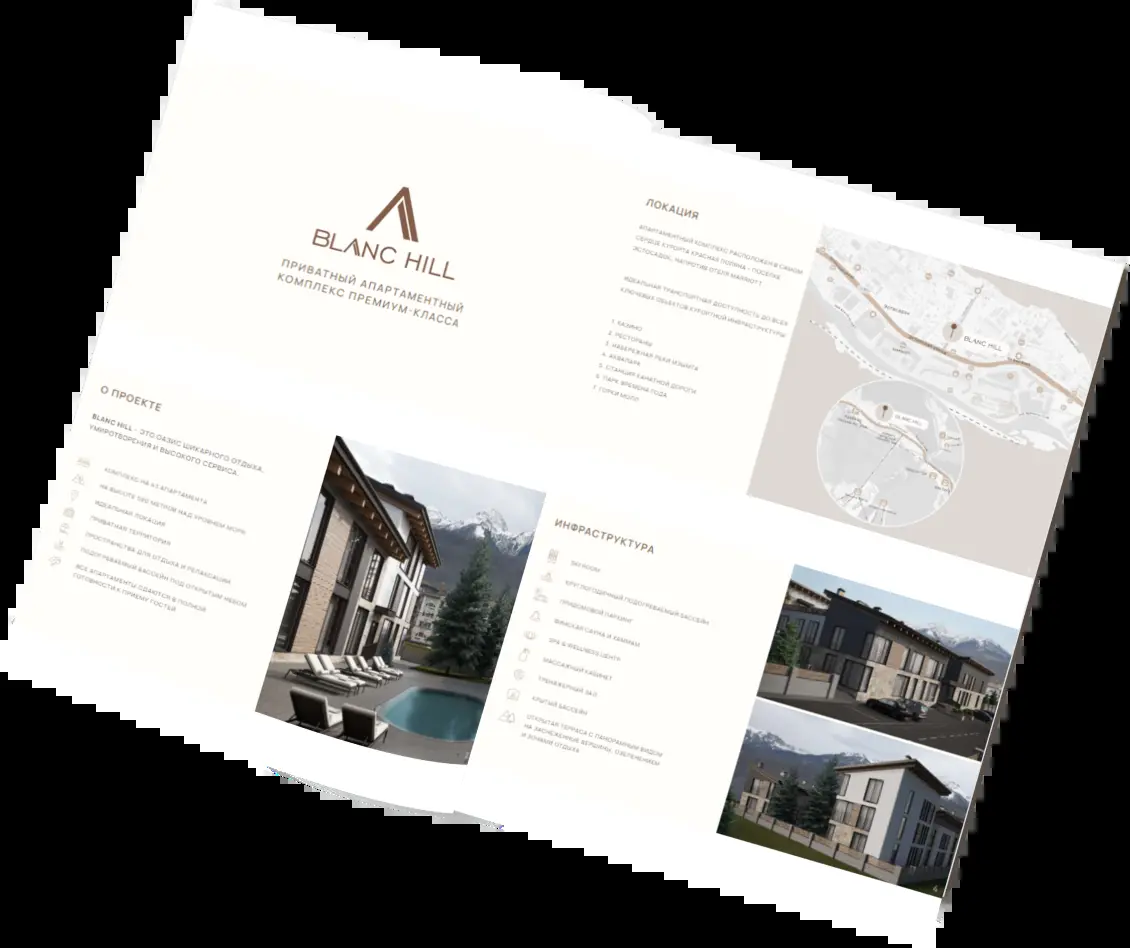 BLANC HILL
ПРИВАТНЫЙ АПАРТАМЕНТНЫЙ
КОМПЛЕКС ПРЕМИУМ-КЛАССА
О ПРОЕКТЕ
BLANC HILL - ЭТО ОАЗИС ШИКАРНОГО ОТДЫХА,
УМИРОТВОРЕНИЯ И ВЫСОКОГО СЕРВИСА.
КОМПЛЕКС НА 43 АПАРТАМЕНТА
НА ВЫСОТЕ 560 МЕТРОВ НАД УРОВНЕМ МОРЯ
ИДЕАЛЬНАЯ ЛОКАЦИЯ
ПРИВАТНАЯ ТЕРРИТОРИЯ
ПРОСТРАНСТВА ДЛЯ ОТДЫХА И РЕЛАКСАЦИИ
ПОДОГРЕВАЕМЫЙ БАССЕЙН ПОД ОТКРЫТЫМ НЕБОМ
ВСЕ АПАРТАМЕНТЫ СДАЮТСЯ В ПОЛНОЙ
ГОТОВНОСТИ К ПРИЕМУ ГОСТЕЙ
ЛОКАЦИЯ
АПАРТАМЕНТНЫЙ КОМПЛЕКС РАСПОЛОЖЕН В САМОМ
СЕРДЦЕ КУРОРТА КРАСНАЯ ПОЛЯНА - ПОСЕЛОК
ЭСТОСАДОК, НАПРОТИВ ОТЕЛЯ MARRIOTT
ИДЕАЛЬНАЯ ТРАНСПОРТНАЯ ДОСТУПНОСТЬ ДО ВСЕХ
КЛЮЧЕВЫХ ОБЪЕКТОВ КУРОРТНОЙ ИНФРАСТРУКТУРЫ:
1. КАЗИНО
2. РЕСТОРАНЫ
3. НАБЕРЕЖНАЯ РЕКИ МЗЫМТА
4. АКВАПАРК
5. СТАНЦИЯ КАНАТНОЙ ДОРОГИ
6. ПАРК ВРЕМЕНА ГОДА
7. ГОРКИ МОЛЛ
BLANC HILL
BLANC HILL
ИНФРАСТРУКТУРА
SKI ROOM
КРУГЛОГОДИЧНЫЙ ПОДОГРЕВАЕМЫЙ БАССЕЙН
ПРИДОМОВОЙ ПАРКИНГ
ФИНСКАЯ САУНА И ХАММАМ
SPA & WELLNESS ЦЕНТР
МАССАЖНЫЙ КАБИНЕТ
ТРЕНАЖЕРНЫЙ ЗАЛ
КРЫТЫЙ БАССЕЙН
ОТКРЫТАЯ ТЕРРАСА С ПАНОРАМНЫМ ВИДОМ
НА ЗАСНЕЖЕННЫЕ ВЕРШИНЫ, ОЗЕЛЕНЕНИЕМ
И ЗОНАМИ ОТДЫХА
6